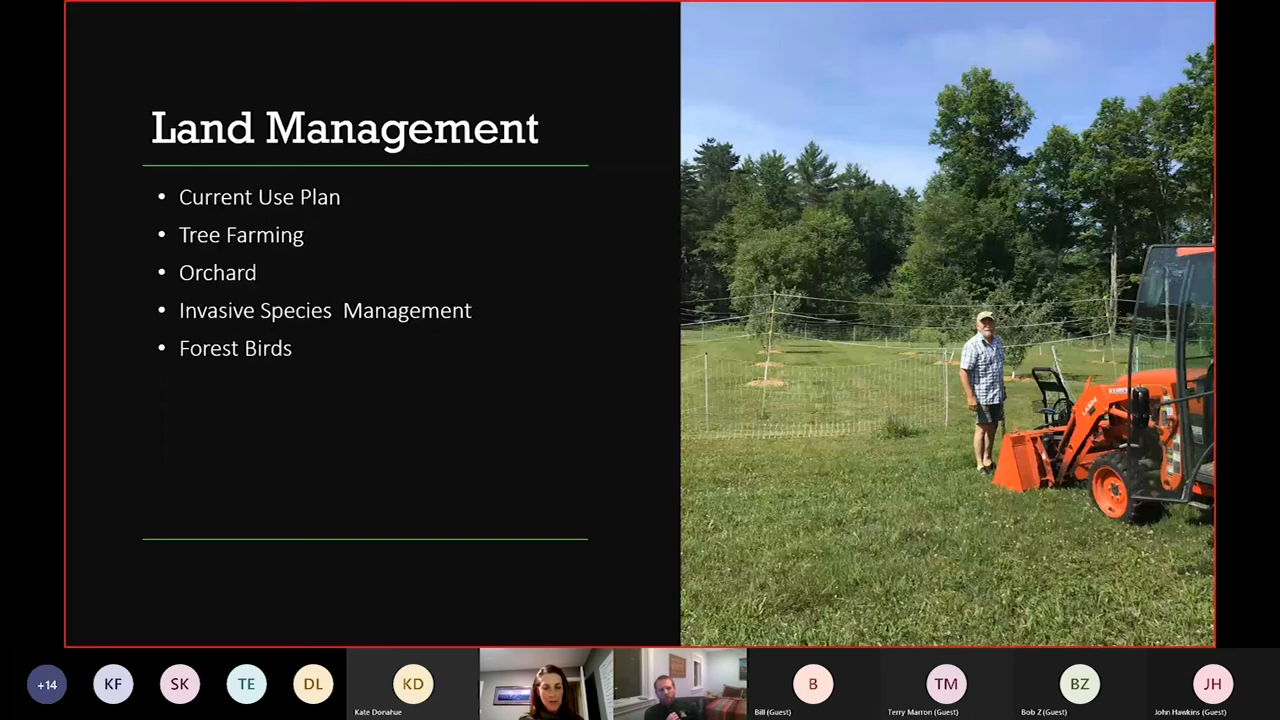 Land Management
• Current Use Plan
• Tree Farming
• Orchard
• Invasive Species  Management
• Forest Birds
+14
KF
SK
TE
DL
KD
Kate Donahue
B
Bill (Guest)
TM
Terry Marron (Guest)
BZ
Bob Z (Guest)
JH
John Hawkins (Guest)